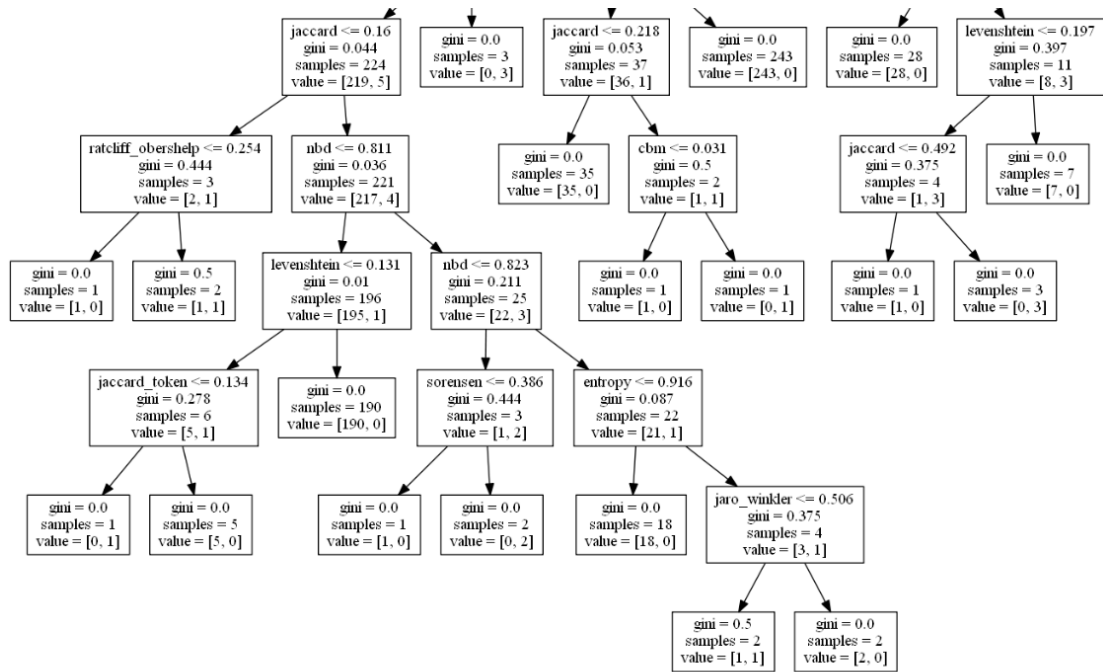 jaccard <= 0.16
gini = 0.044
samples = 224
value = [219, 5]
gini = 0.0
samples = 3
value = [0, 3]
jaccard <= 0.218
gini = 0.053
samples = 37
value = [36, 1]
gini = 0.0
samples = 243
value = [243, 0]
gini = 0.0
samples = 28
value = [28, 0]
levenshtein <= 0.197
gini = 0.397
samples = 11
value = [8, 3]
ratcliff_obershelp <= 0.254
gini = 0.444
samples = 3
value = [2, 1]
nbd <= 0.811
gini = 0.036
samples = 221
value = [217, 4]
gini = 0.0
samples = 35
value = [35, 0]
cbm <= 0.031
gini = 0.5
samples = 2
value = [1, 1]
jaccard <= 0.492
gini = 0.375
samples = 4
value = [1, 3]
gini = 0.0
samples = 7
value = [7, 0]
gini = 0.0
samples = 1
value = [1, 0]
gini = 0.5
samples = 2
value = [1, 1]
levenshtein <= 0.131
gini = 0.01
samples = 196
value = [195, 1]
nbd <= 0.823
gini = 0.211
samples = 25
value = [22, 3]
gini = 0.0
samples = 1
value = [1, 0]
gini = 0.0
samples = 1
value = [0, 1]
gini = 0.0
samples = 1
value = [1, 0]
gini = 0.0
samples = 3
value = [0, 3]
jaccard_token <= 0.134
gini = 0.278
samples = 6
value = [5, 1]
gini = 0.0
samples = 190
value = [190, 0]
sorensen <= 0.386
gini = 0.444
samples = 3
value = [1, 2]
entropy <= 0.916
gini = 0.087
samples = 22
value = [21, 1]
gini = 0.0
samples = 1
value = [0, 1]
gini = 0.0
samples = 5
value = [5, 0]
gini = 0.0
samples = 1
value = [1, 0]
gini = 0.0
samples = 2
value = [0, 2]
gini = 0.0
samples = 18
value = [18, 0]
jaro_winkler <= 0.506
gini = 0.375
samples = 4
value = [3, 1]
gini = 0.5
samples = 2
value = [1, 1]
gini = 0.0
samples = 2
value = [2, 0]